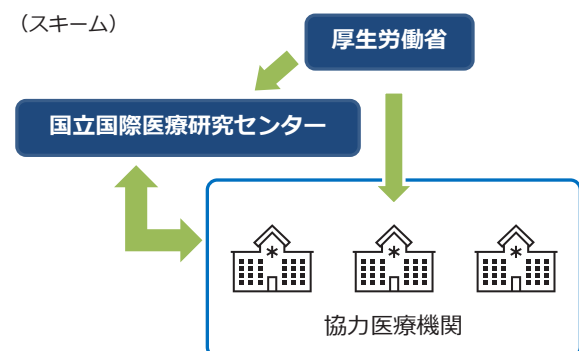 （スキーム）
厚生労働省
国立国際医療研究センター
協力医療機関